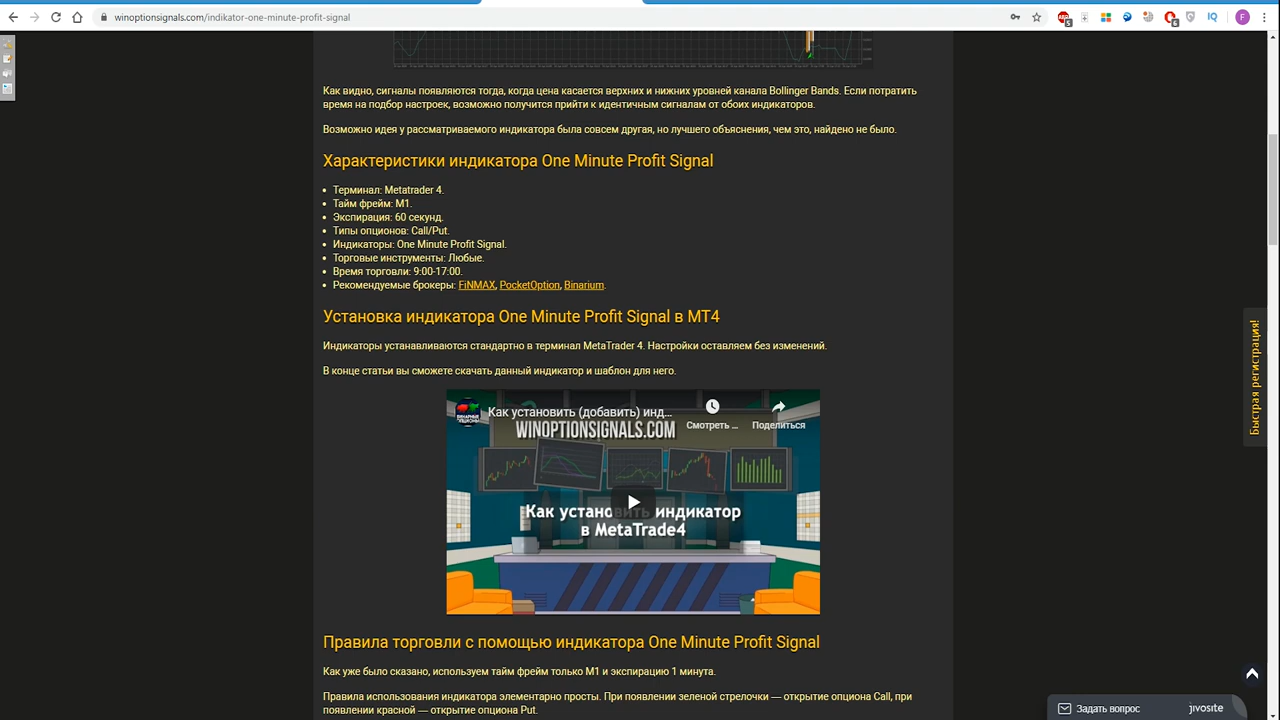 winoptionsignals.com/indikator-one-minute-profit-signal
Как видно, сигналы появляются тогда, когда цена касается верхних и нижних уровней канала Bollinger Bands. Если потратить
время на подбор настроек, возможно получится прийти к идентичным сигналам от обоих индикаторов.
Возможно идея у рассматриваемого индикатора была совсем другая, но лучшего объяснения, чем это, найдено не было.
Характеристики индикатора One Minute Profit Signal
Терминал: Metatrader 4.
Тайм фрейм: M1.
Экспирация: 60 секунд.
Типы опционов: Call/Put.
Индикаторы: One Minute Profit Signal.
Торговые инструменты: Любые.
Время торговли: 9:00-17:00.
Рекомендуемые брокеры: FiNMAX, PocketOption, Binarium.
Установка индикатора One Minute Profit Signal в MT4
Индикаторы устанавливаются стандартно в терминал MetaTrader 4. Настройки оставляем без изменений.
В конце статьи вы сможете скачать данный индикатор и шаблон для него.
Как установить (добавить) инд...
Смотреть ...
Поделиться
WINOPTIONSIGNALS.COM
Как установить индикатор
в MetaTrade4
Правила торговли с помощью индикатора One Minute Profit Signal
Как уже было сказано, используем тайм фрейм только M1 и экспирацию 1 минута.
Правила использования индикатора элементарно просты. При появлении зеленой стрелочки — открытие опциона Call, при
появлении красной — открытие опциона Put.
Быстрая регистрация!
Задать вопрос
jivosite